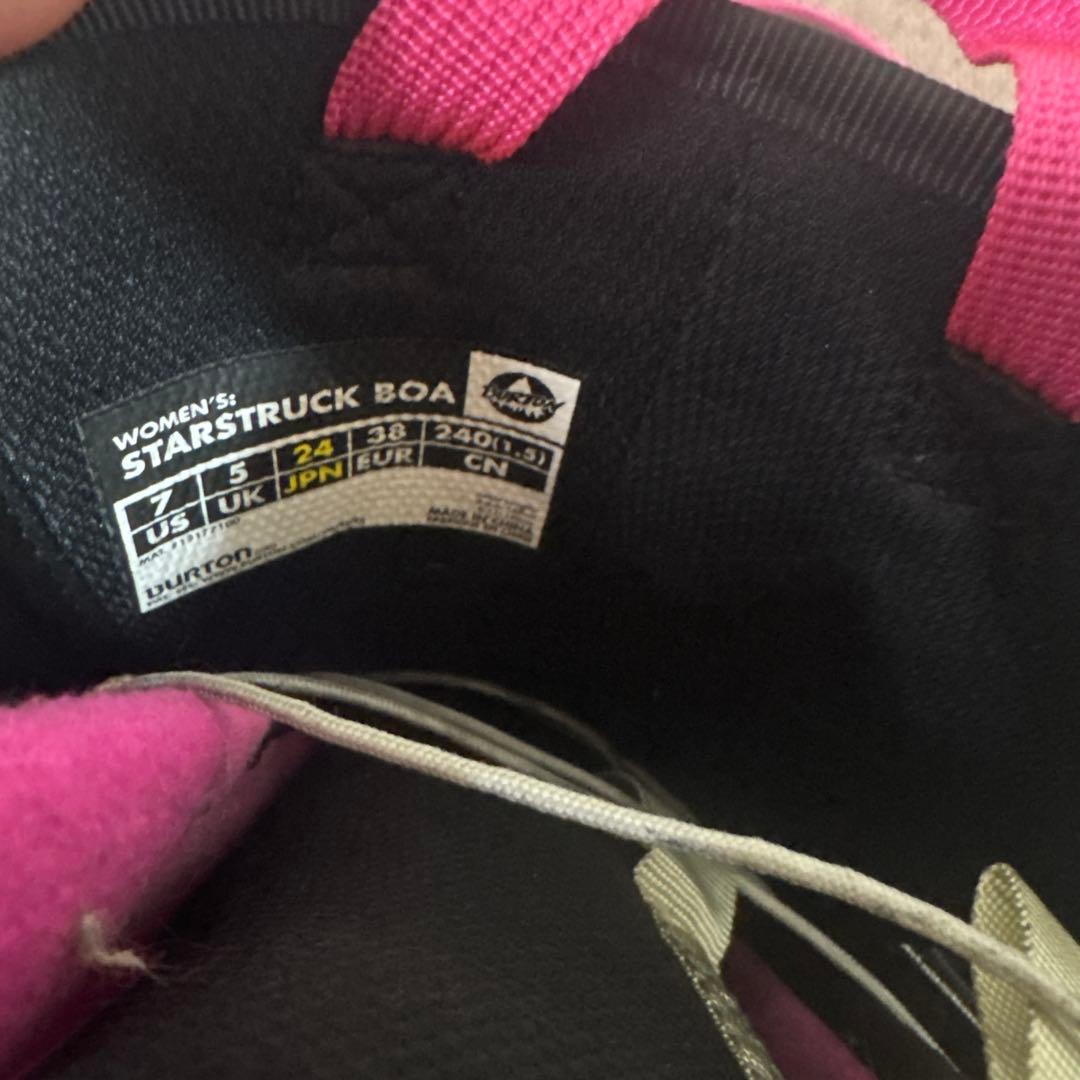 WOMEN'S:
STARSTRUCK BOA
BURTON
7 5 24 38 240(1.5)
US UK JPN EUR CN
MADE IN CHINA
BURTON